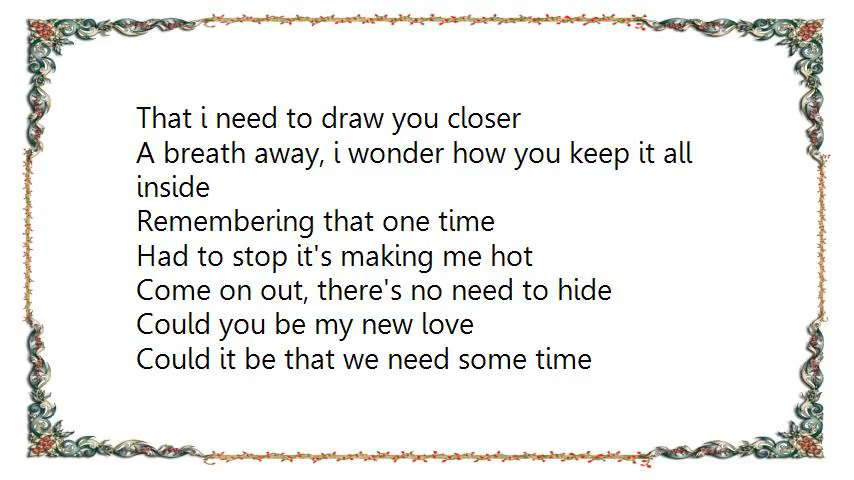 That i need to draw you closer
A breath away, i wonder how you keep it all
inside
Remembering that one time
Had to stop it's making me hot
Come on out, there's no need to hide
Could you be my new love
Could it be that we need some time